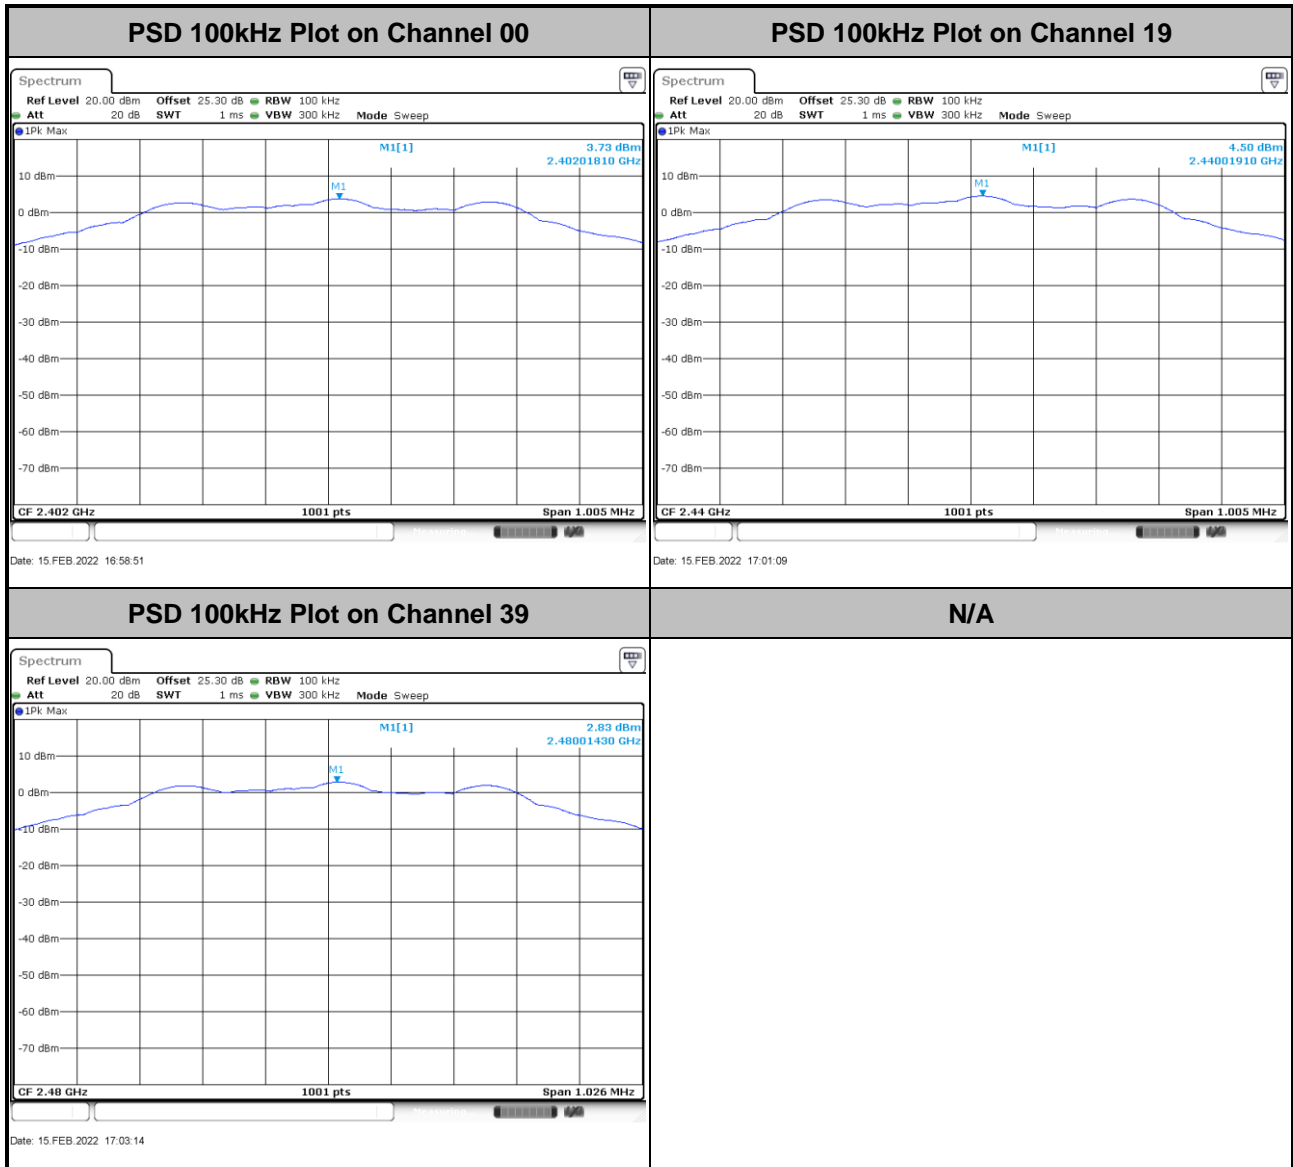 PSD 100kHz Plot on Channel 00
PSD 100kHz Plot on Channel 19
Spectrum
Ref Level 20.00 dBm Offset 25.30 dB RBW 100 kHz
Att 20 dB SWT 1 ms VBW 300 kHz Mode Sweep
1Pk Max
M1[1] 3.73 dBm
2.40201810 GHz
M1
10 dBm
0 dBm
-10 dBm
-20 dBm
-30 dBm
-40 dBm
-50 dBm
-60 dBm
-70 dBm
CF 2.402 GHz 1001 pts Span 1.005 MHz
Measuring...
Date: 15.FEB.2022 16:58:51
Spectrum
Ref Level 20.00 dBm Offset 25.30 dB RBW 100 kHz
Att 20 dB SWT 1 ms VBW 300 kHz Mode Sweep
1Pk Max
M1[1] 4.50 dBm
2.44001910 GHz
M1
10 dBm
0 dBm
-10 dBm
-20 dBm
-30 dBm
-40 dBm
-50 dBm
-60 dBm
-70 dBm
CF 2.44 GHz 1001 pts Span 1.005 MHz
Measuring...
Date: 15.FEB.2022 17:01:09
PSD 100kHz Plot on Channel 39
N/A
Spectrum
Ref Level 20.00 dBm Offset 25.30 dB RBW 100 kHz
Att 20 dB SWT 1 ms VBW 300 kHz Mode Sweep
1Pk Max
M1[1] 2.83 dBm
2.48001430 GHz
M1
10 dBm
0 dBm
-10 dBm
-20 dBm
-30 dBm
-40 dBm
-50 dBm
-60 dBm
-70 dBm
CF 2.48 GHz 1001 pts Span 1.026 MHz
Measuring...
Date: 15.FEB.2022 17:03:14